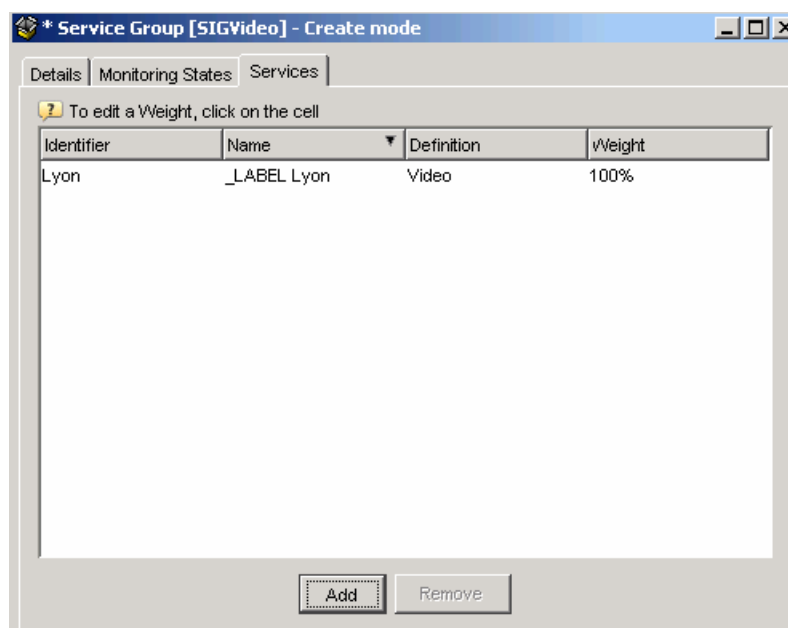 * Service Group [SIGVideo] - Create mode
Details Monitoring States Services
? To edit a Weight, click on the cell
Identifier Name Definition Weight
Lyon _LABEL Lyon Video 100%
Add Remove